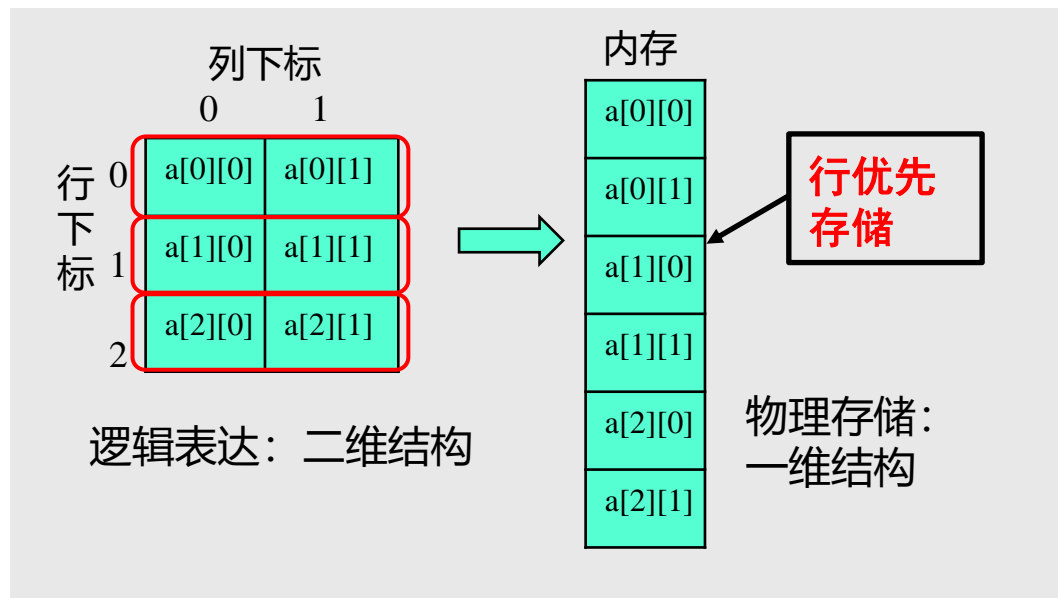 列下标
0 1
行下标
0
a[0][0] a[0][1]
1
a[1][0] a[1][1]
2
a[2][0] a[2][1]
逻辑表达：二维结构
内存
a[0][0]
a[0][1]
a[1][0]
a[1][1]
a[2][0]
a[2][1]
行优先
存储
物理存储：
一维结构